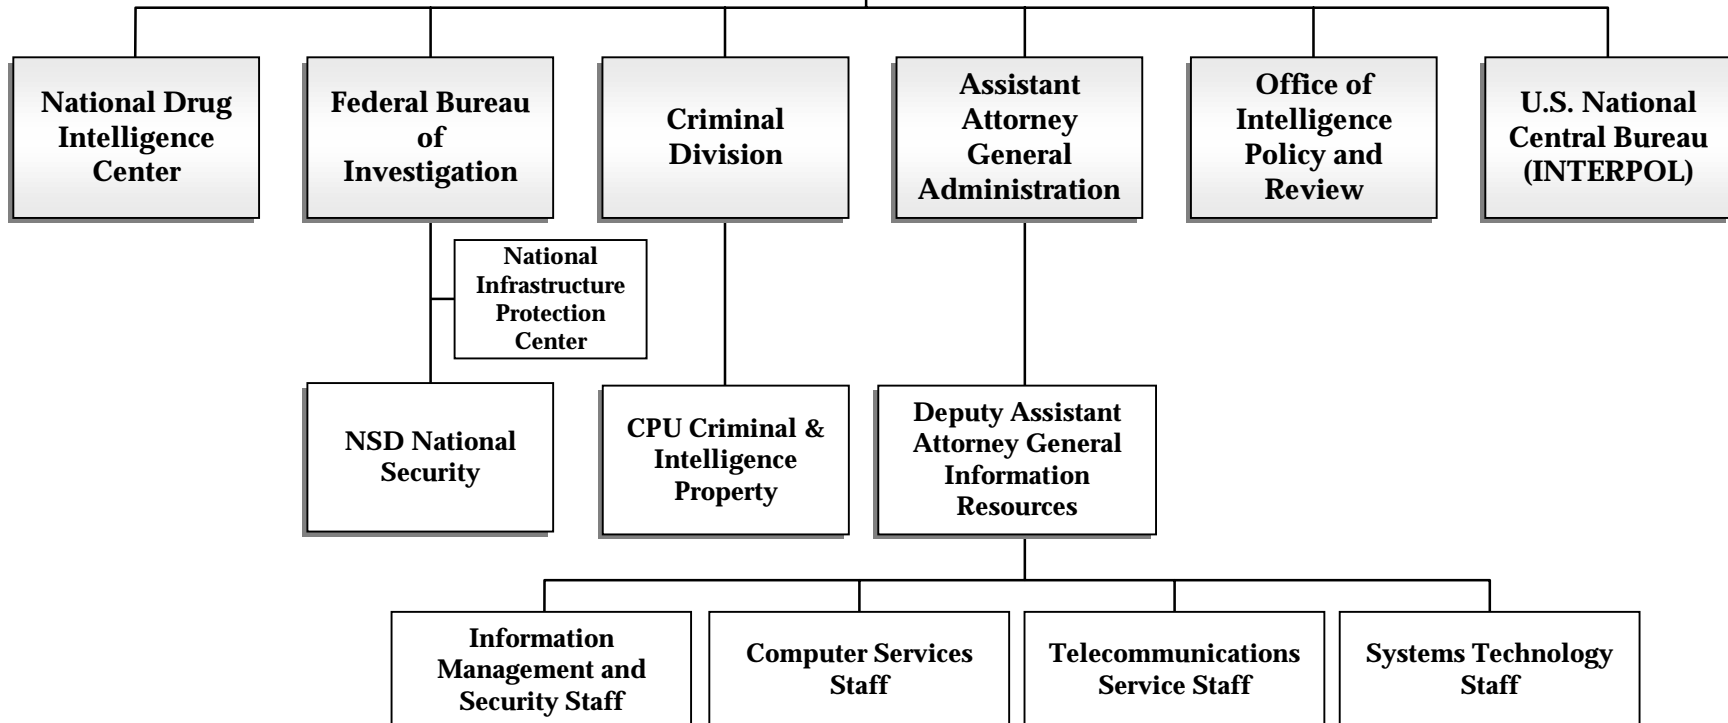 National Drug
Intelligence
Center
Federal Bureau
of
Investigation
Criminal
Division
Assistant
Attorney
General
Administration
Office of
Intelligence
Policy and
Review
U.S. National
Central Bureau
(INTERPOL)
National
Infrastructure
Protection
Center
NSD National
Security
CPU Criminal &
Intelligence
Property
Deputy Assistant
Attorney General
Information
Resources
Information
Management and
Security Staff
Computer Services
Staff
Telecommunications
Service Staff
Systems Technology
Staff